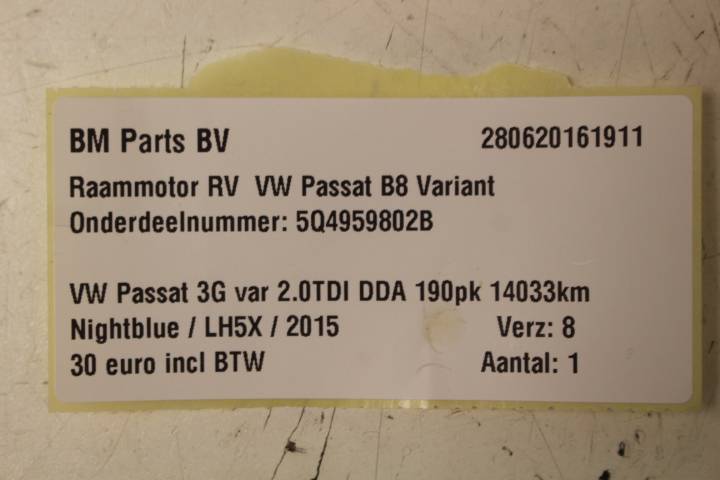 BM Parts BV 280620161911
Raammotor RV VW Passat B8 Variant
Onderdeelnummer: 5Q4959802B
VW Passat 3G var 2.0TDI DDA 190pk 14033km
Nightblue / LH5X / 2015 Verz: 8
30 euro incl BTW Aantal: 1